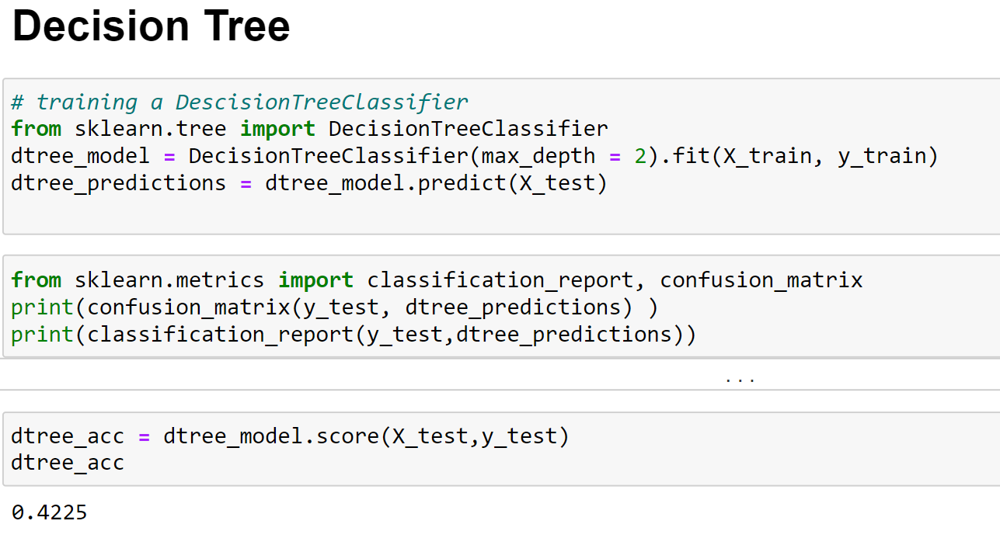 Decision Tree
# training a DescisionTreeClassifier
from sklearn.tree import DecisionTreeClassifier
dtree_model = DecisionTreeClassifier(max_depth = 2).fit(X_train, y_train)
dtree_predictions = dtree_model.predict(X_test)
from sklearn.metrics import classification_report, confusion_matrix
print(confusion_matrix(y_test, dtree_predictions) )
print(classification_report(y_test,dtree_predictions))
...
dtree_acc = dtree_model.score(X_test,y_test)
dtree_acc
0.4225